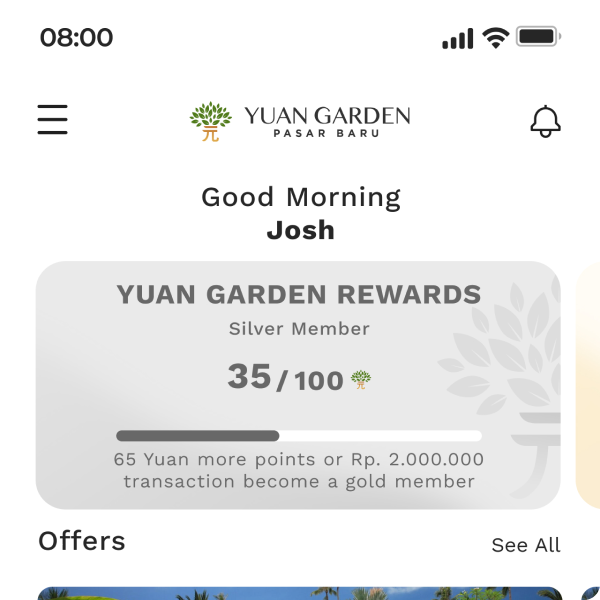 08:00
YUAN GARDEN
PASAR BARU
Good Morning
Josh
YUAN GARDEN REWARDS
Silver Member
35/100
65 Yuan more points or Rp. 2.000.000
transaction become a gold member
Offers
See All